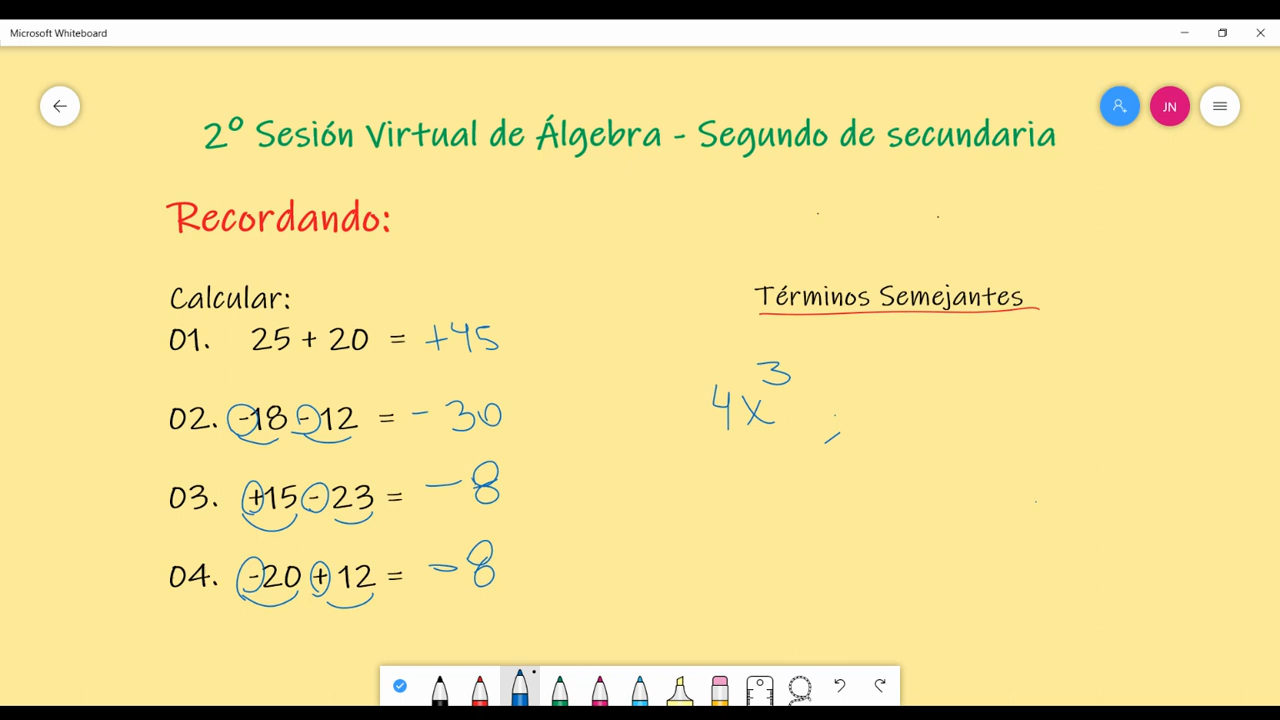 Microsoft Whiteboard
JN
2° Sesión Virtual de Álgebra - Segundo de secundaria
Recordando:
Calcular:
01. 25 + 20 = +45
02. -18 - 12 = - 30
03. +15 - 23 = - 8
04. -20 + 12 = - 8
Términos Semejantes
4x³